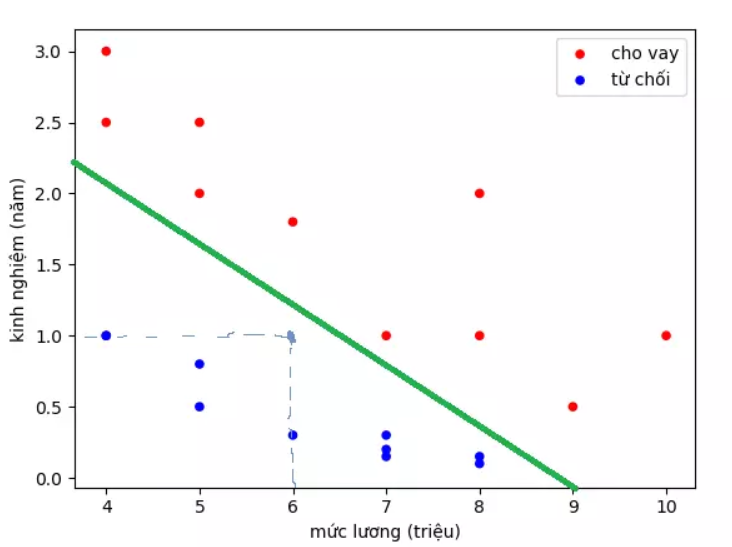 cho vay
từ chối
3.0
2.5
2.0
1.5
1.0
0.5
0.0
kinh nghiệm (năm)
4 5 6 7 8 9 10
mức lương (triệu)